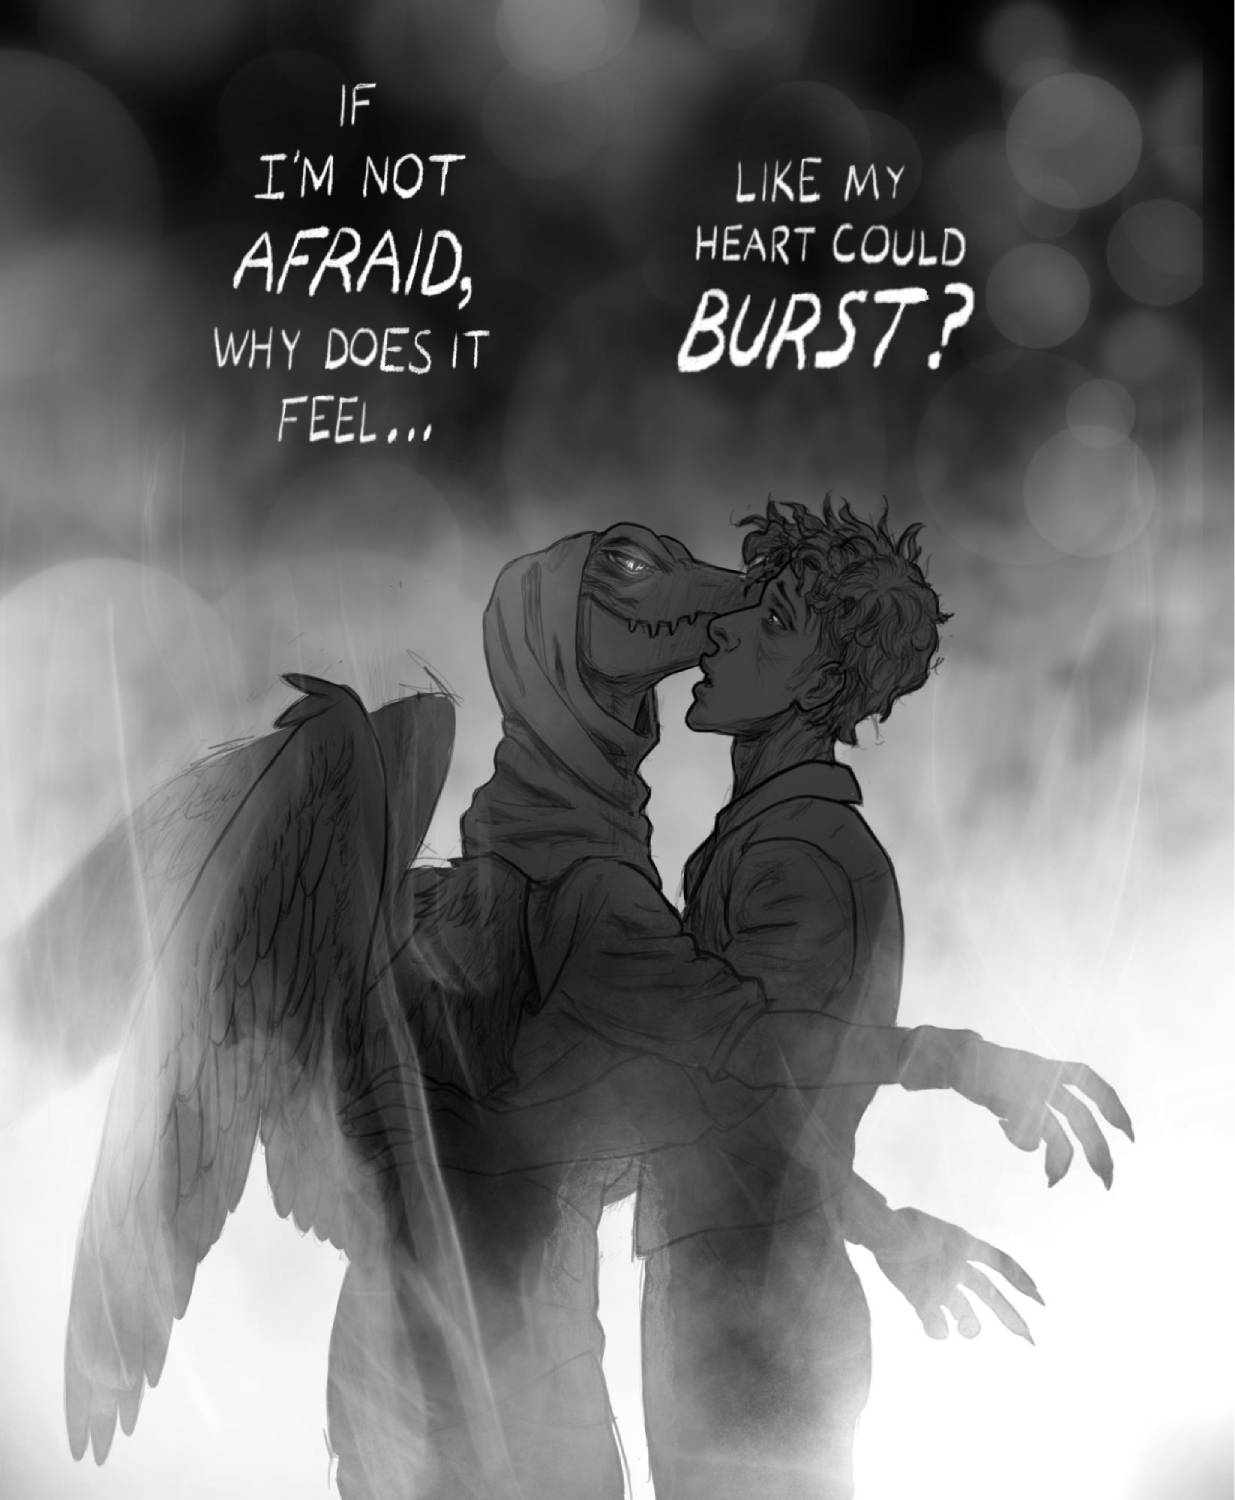 IF
I'M NOT
AFRAID,
WHY DOES IT
FEEL...
LIKE MY
HEART COULD
BURST?